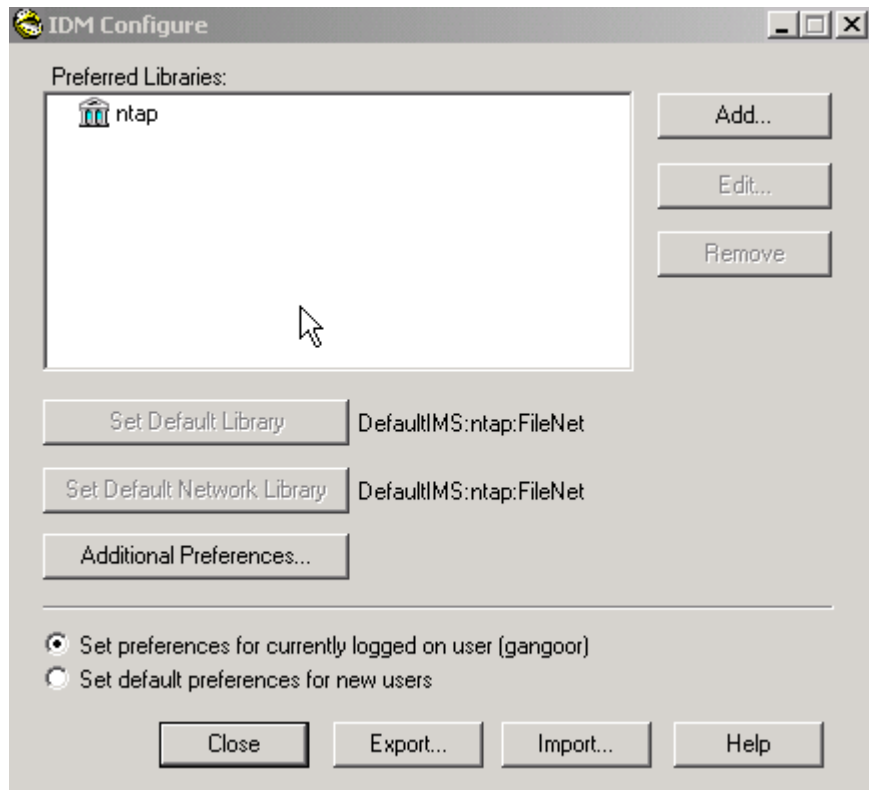 IDM Configure
Preferred Libraries:
ntap
Add...
Edit...
Remove
Set Default Library
DefaultIMS:ntap:FileNet
Set Default Network Library
DefaultIMS:ntap:FileNet
Additional Preferences...
Set preferences for currently logged on user (gangoor)
Set default preferences for new users
Close
Export...
Import...
Help